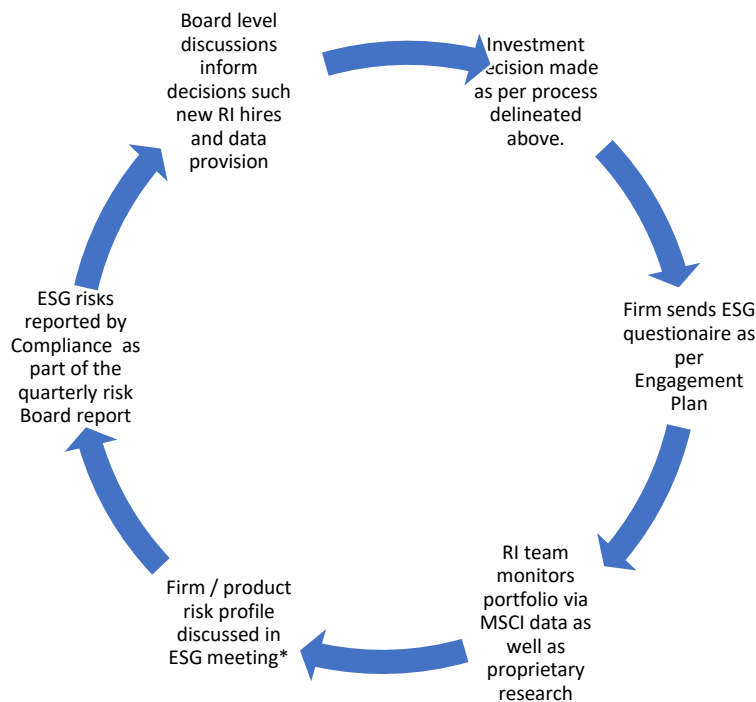 Board level
discussions
inform
decisions such
new RI hires
and data
provision
Investment
ecision made
as per process
delineated
above.
Firm sends ESG
questionaire as
per
Engagement
Plan
RI team
monitors
portfolio via
MSCI data as
well as
proprietary
research
Firm / product
risk profile
discussed in
ESG meeting*
ESG risks
reported by
Compliance as
part of the
quarterly risk
Board report